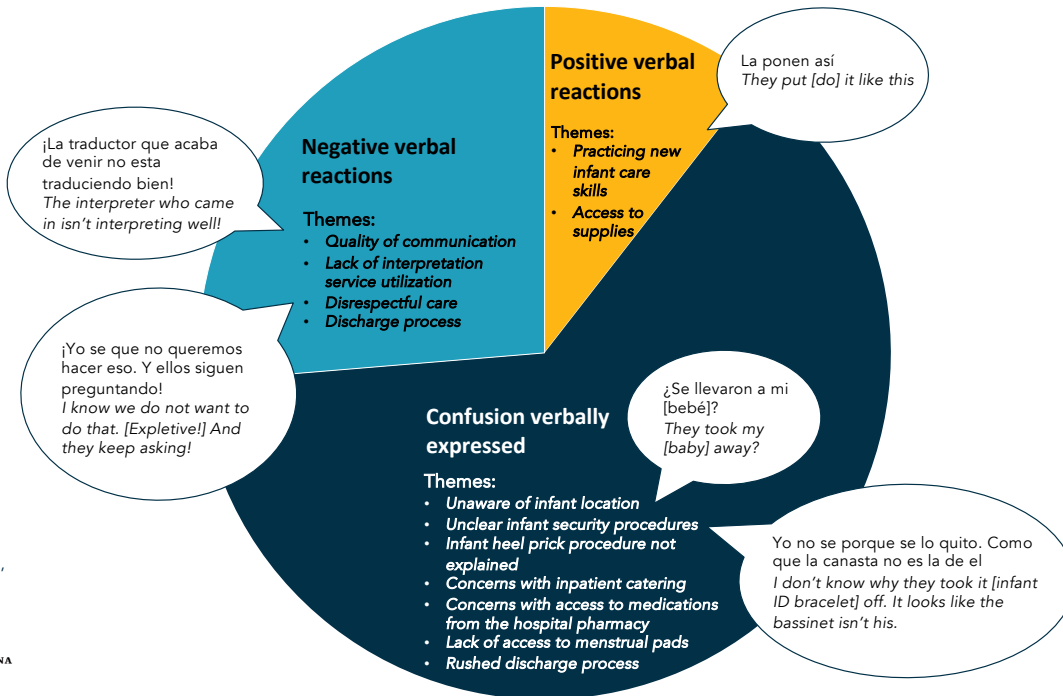 Positive verbal
reactions
Themes:
• Practicing new
infant care
skills
• Access to
supplies
La ponen así
They put [do] it like this
Negative verbal
reactions
Themes:
• Quality of communication
• Lack of interpretation
service utilization
• Disrespectful care
• Discharge process
¡La traductor que acaba
de venir no esta
traduciendo bien!
The interpreter who came
in isn't interpreting well!
¡Yo se que no queremos
hacer eso. Y ellos siguen
preguntando!
I know we do not want to
do that. [Expletive!] And
they keep asking!
Confusion verbally
expressed
Themes:
• Unaware of infant location
• Unclear infant security procedures
• Infant heel prick procedure not
explained
• Concerns with inpatient catering
• Concerns with access to medications
from the hospital pharmacy
• Lack of access to menstrual pads
• Rushed discharge process
¿Se llevaron a mi
[bebé]?
They took my
[baby] away?
Yo no se porque se lo quito. Como
que la canasta no es la de el
I don't know why they took it [infant
ID bracelet] off. It looks like the
bassinet isn't his.